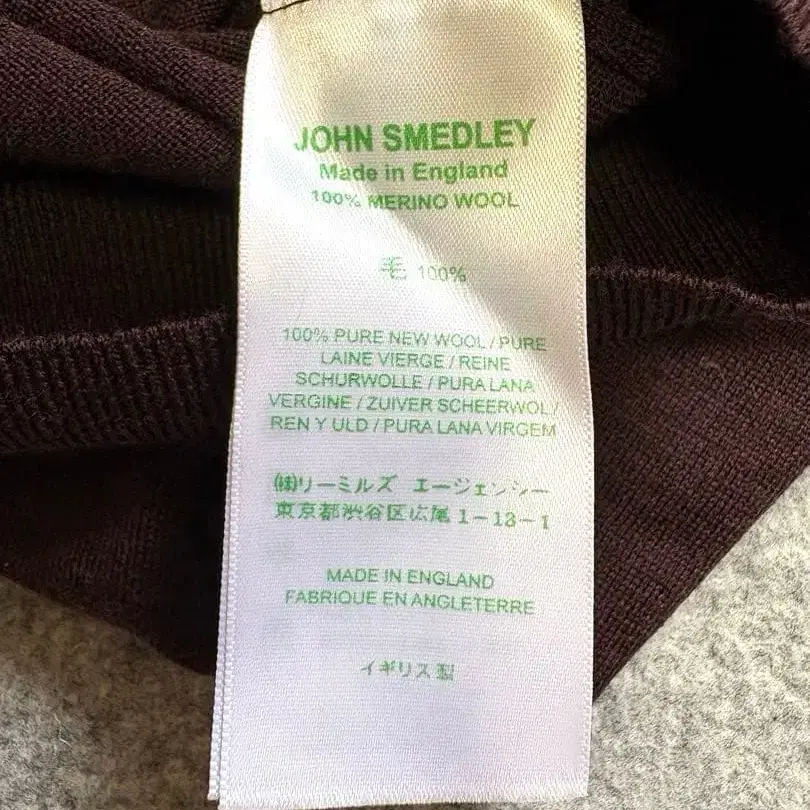 JOHN SMEDLEY
Made in England
100% MERINO WOOL
毛 100%
100% PURE NEW WOOL / PURE
LAINE VIERGE / REINE
SCHURWOLLE / PURA LANA
VERGINE / ZUIVER SCHEERWOL /
REN Y ULD / PURA LANA VIRGEM
㈱リーミルズ エージェンシー
東京都渋谷区広尾1-13-1
MADE IN ENGLAND
FABRIQUE EN ANGLETERRE
イギリス製